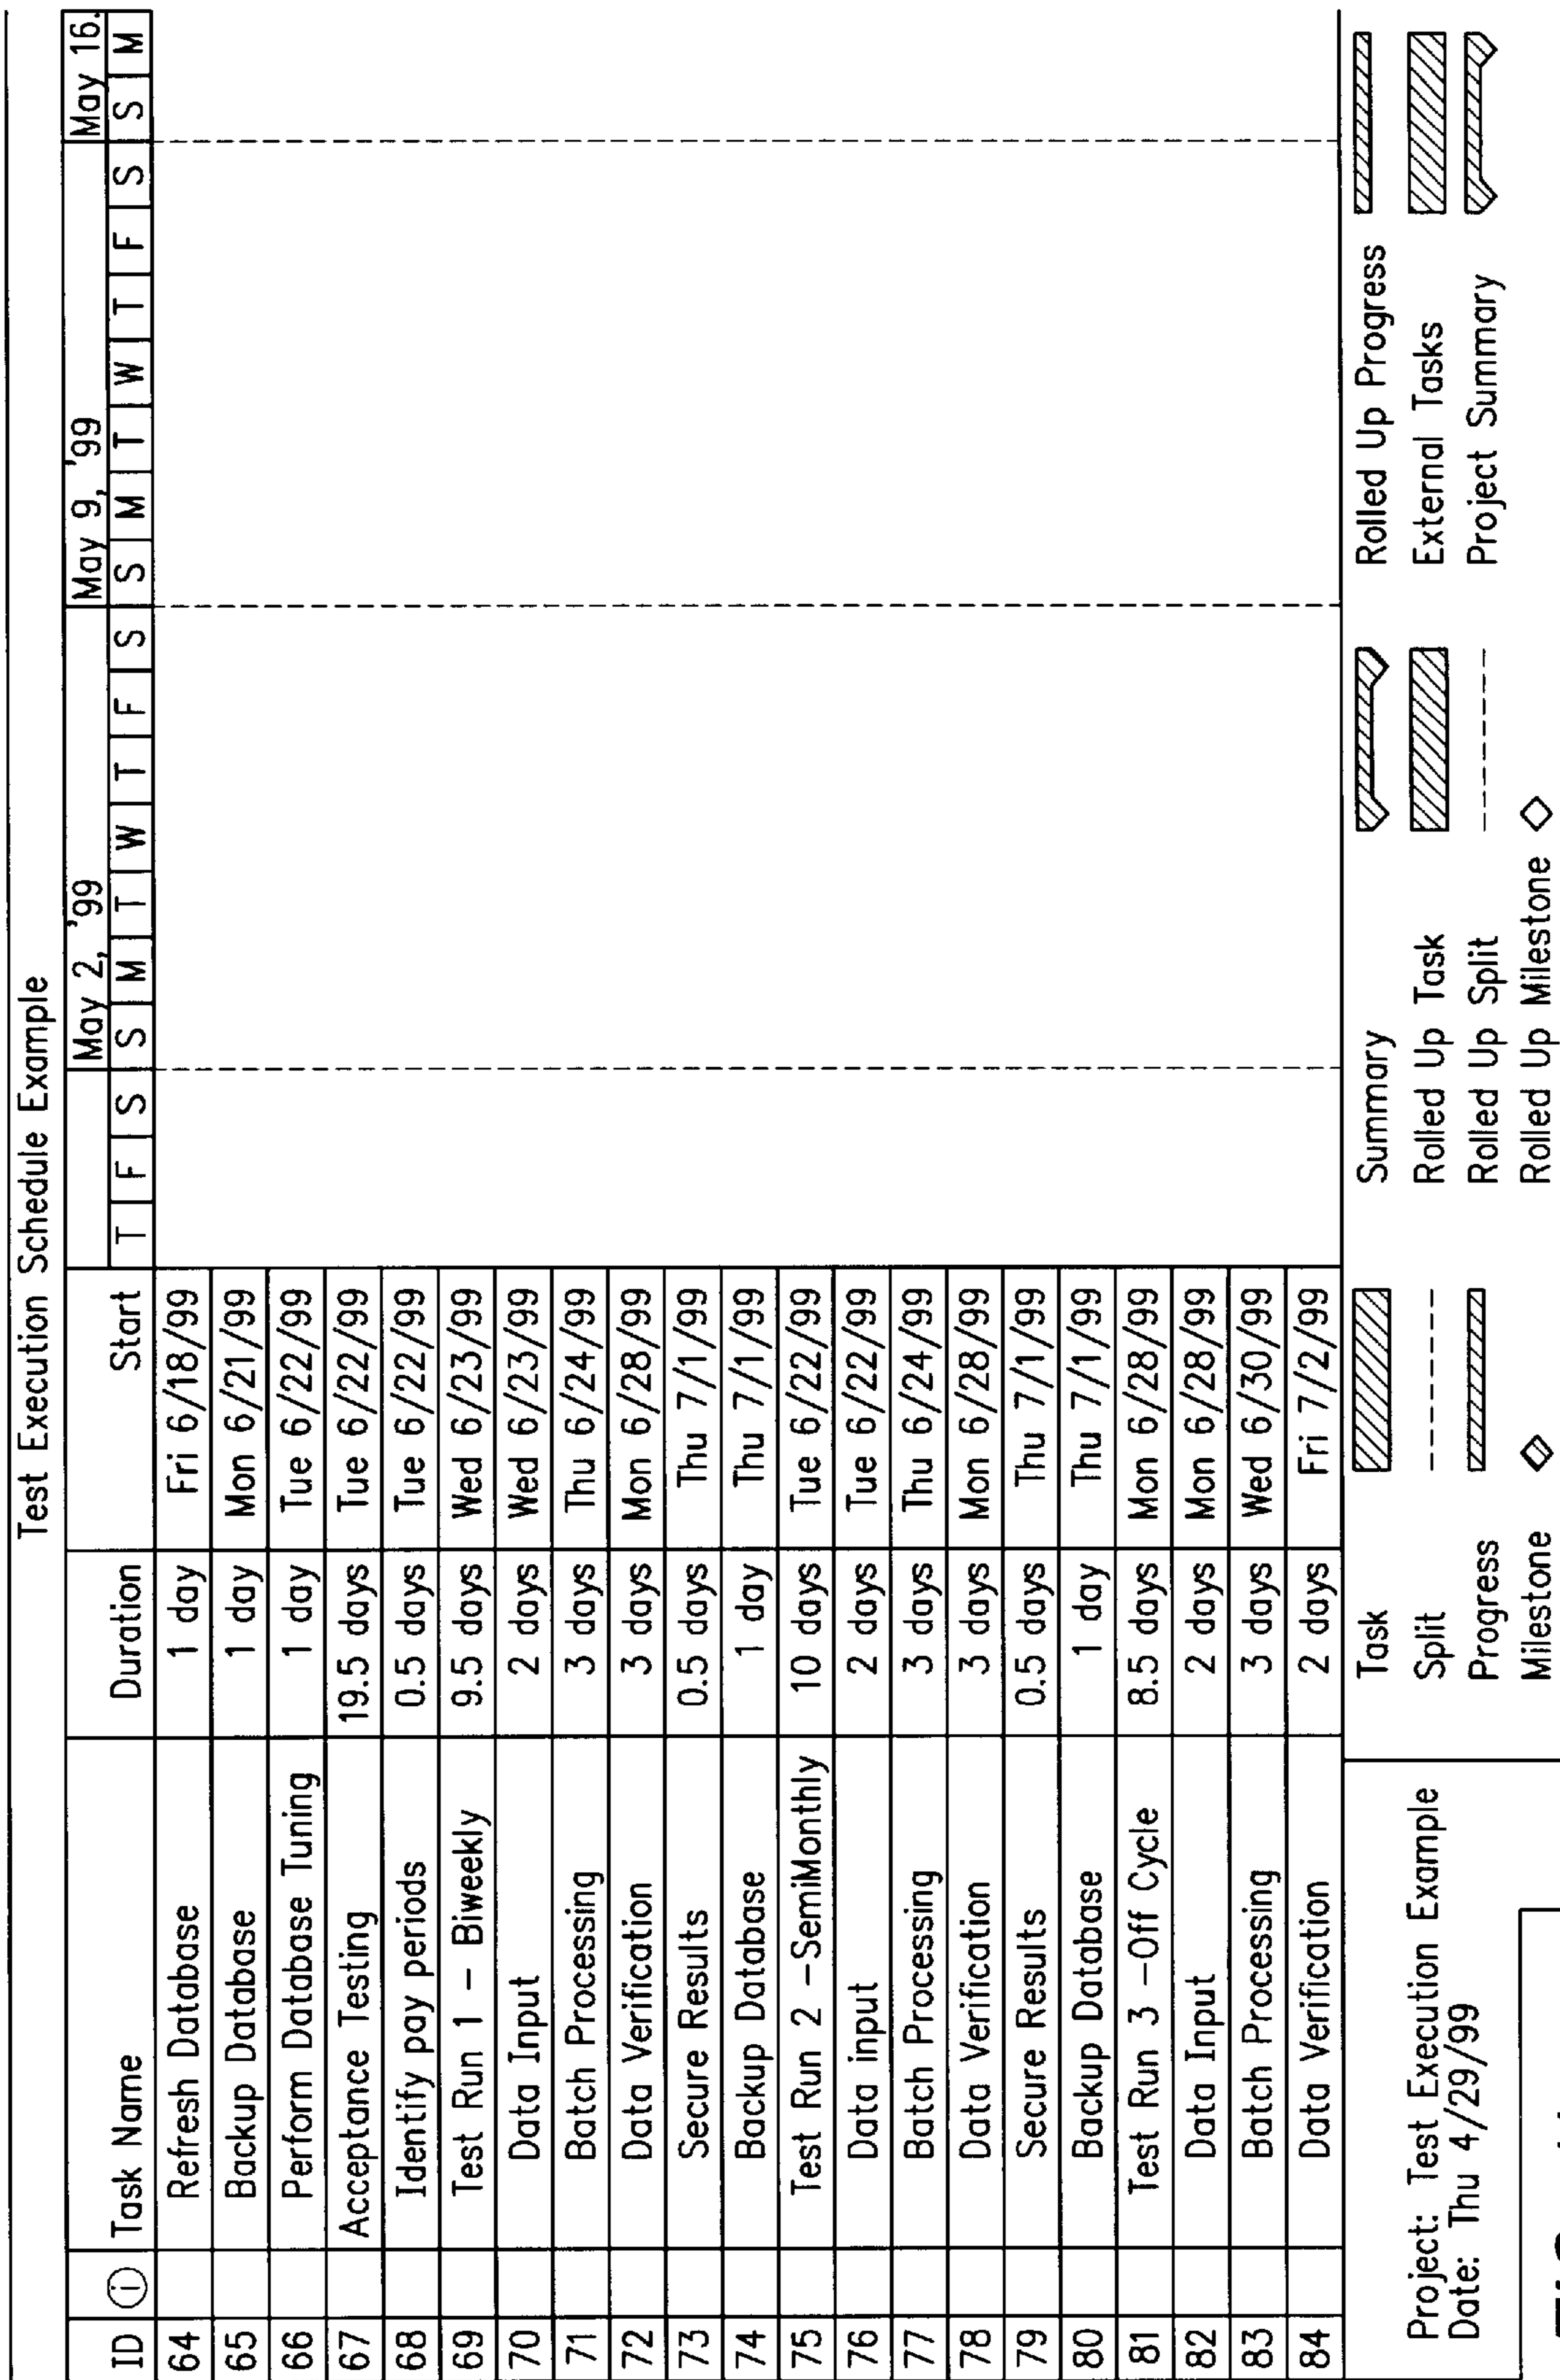 Test Execution Schedule Example
May 2, '99 May 9, '99 May 16,
ID i Task Name Duration Start T F S S M T W T F S S M T W T F S S M
64 Refresh Database 1 day Fri 6/18/99
65 Backup Database 1 day Mon 6/21/99
66 Perform Database Tuning 1 day Tue 6/22/99
67 Acceptance Testing 19.5 days Tue 6/22/99
68 Identify pay periods 0.5 days Tue 6/22/99
69 Test Run 1 - Biweekly 9.5 days Wed 6/23/99
70 Data Input 2 days Wed 6/23/99
71 Batch Processing 3 days Thu 6/24/99
72 Data Verification 3 days Mon 6/28/99
73 Secure Results 0.5 days Thu 7/1/99
74 Backup Database 1 day Thu 7/1/99
75 Test Run 2 -SemiMonthly 10 days Tue 6/22/99
76 Data input 2 days Tue 6/22/99
77 Batch Processing 3 days Thu 6/24/99
78 Data Verification 3 days Mon 6/28/99
79 Secure Results 0.5 days Thu 7/1/99
80 Backup Database 1 day Thu 7/1/99
81 Test Run 3 -Off Cycle 8.5 days Mon 6/28/99
82 Data Input 2 days Mon 6/28/99
83 Batch Processing 3 days Wed 6/30/99
84 Data Verification 2 days Fri 7/2/99
Project: Test Execution Example
Date: Thu 4/29/99
Task Summary Rolled Up Progress
Split Rolled Up Task External Tasks
Progress Rolled Up Split Project Summary
Milestone Rolled Up Milestone